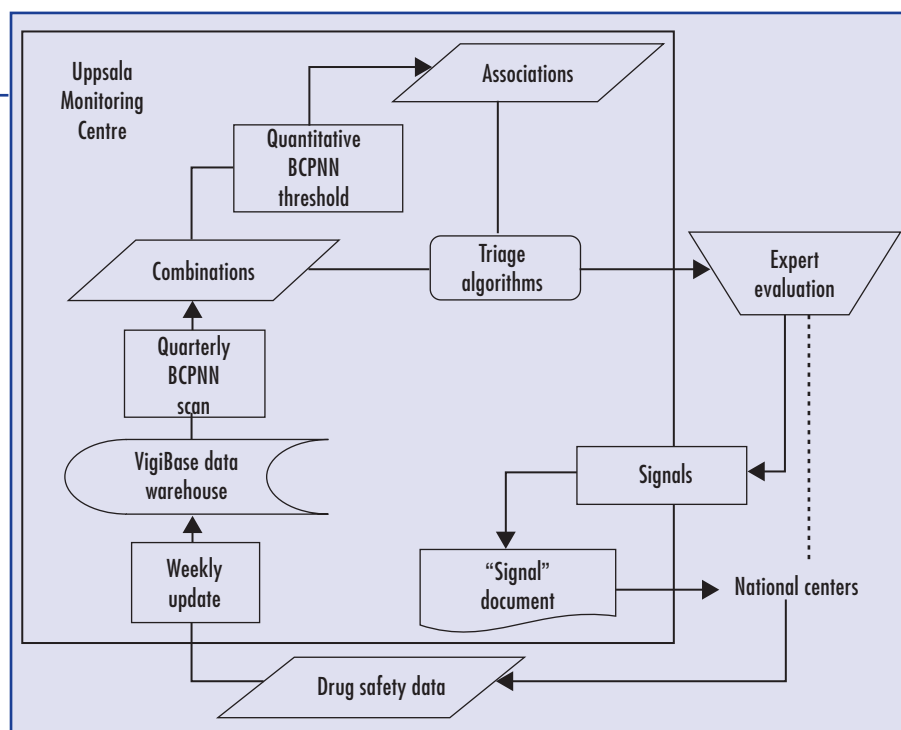 Uppsala
Monitoring
Centre
Associations
Quantitative
BCPNN
threshold
Combinations
Triage
algorithms
Expert
evaluation
Quarterly
BCPNN
scan
VigiBase data
warehouse
Signals
Weekly
update
“Signal”
document
National centers
Drug safety data